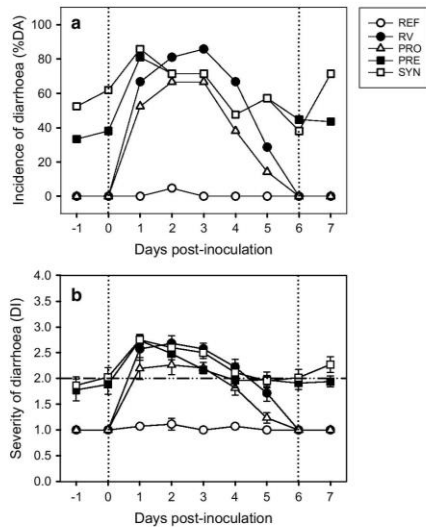 a
REF
RV
PRO
PRE
SYN
Incidence of diarrhoea (%DA)
100
80
60
40
20
0
-1 0 1 2 3 4 5 6 7
Days post-inoculation
b
Severity of diarrhoea (DI)
4.0
3.5
3.0
2.5
2.0
1.5
1.0
0.5
0.0
-1 0 1 2 3 4 5 6 7
Days post-inoculation